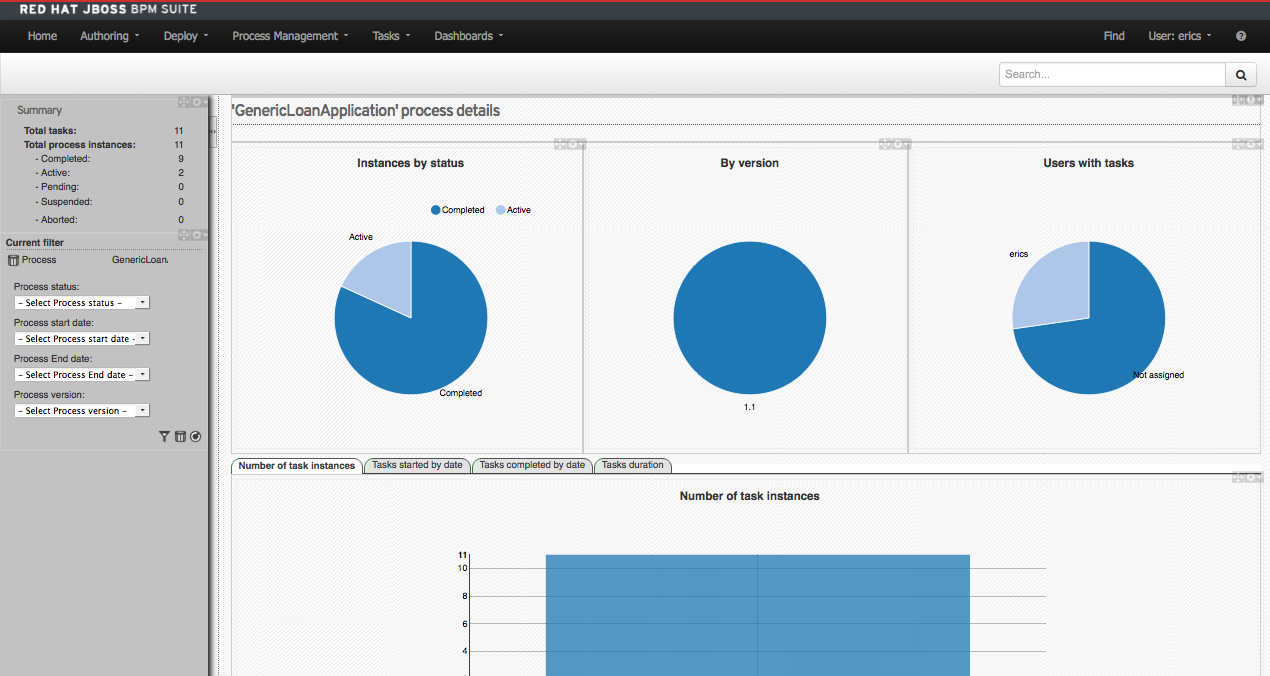 RED HAT JBOSS BPM SUITE
Home Authoring Deploy Process Management Tasks Dashboards Find User: erics ?
Search...
Summary
Total tasks: 11
Total process instances: 11
- Completed: 9
- Active: 2
- Pending: 0
- Suspended: 0
- Aborted: 0
Current filter
Process GenericLoan.
Process status:
- Select Process status -
Process start date:
- Select Process start date -
Process End date:
- Select Process End date -
Process version:
- Select Process version -
'GenericLoanApplication' process details
Instances by status
Completed Active
Active
Completed
By version
1.1
Users with tasks
erics
Not assigned
Number of task instances Tasks started by date Tasks completed by date Tasks duration
Number of task instances
11
10
8
6
4